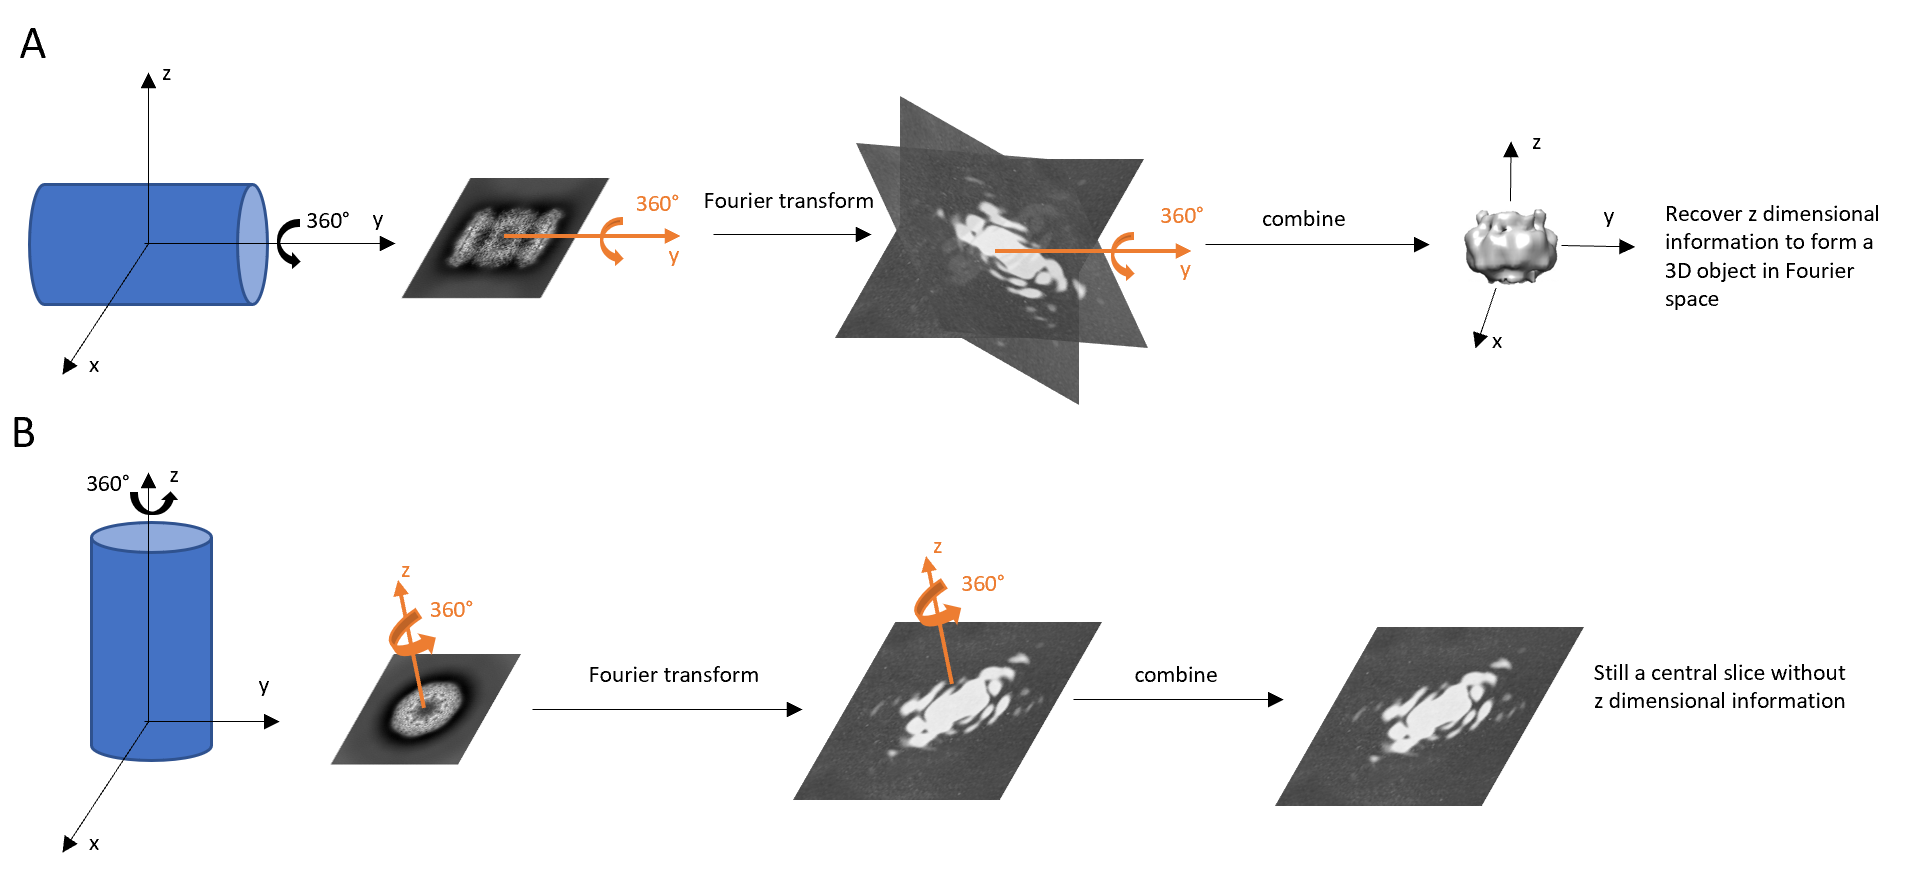 A
z
360°
y
x
360°
y
Fourier transform
360°
y
combine
z
y
x
Recover z dimensional
information to form a
3D object in Fourier
space
B
360°
z
y
x
z
360°
Fourier transform
z
360°
combine
Still a central slice without
z dimensional information